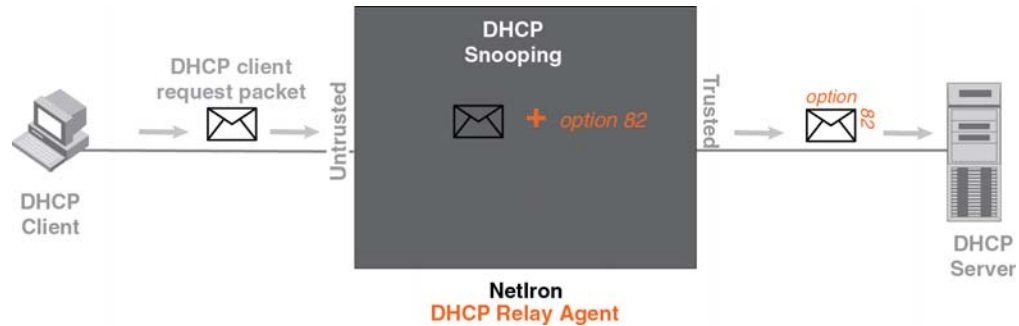 DHCP
Snooping
DHCP client
request packet
Untrusted
+ option 82
Trusted
option
82
DHCP
Client
DHCP
Server
NetIron
DHCP Relay Agent